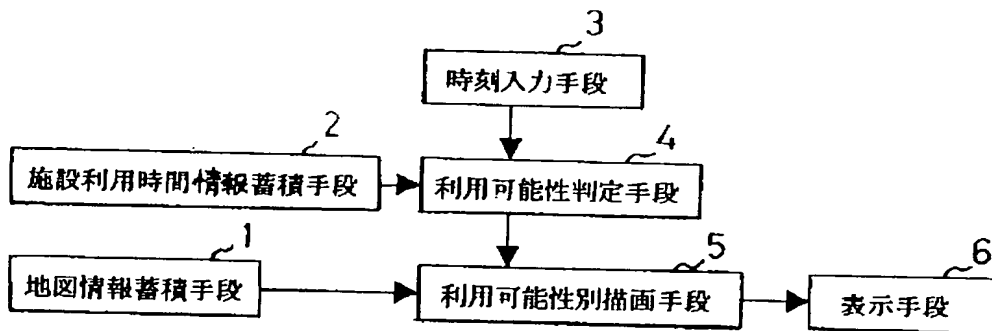 3
時刻入力手段
2
4
施設利用時間情報蓄積手段
利用可能性判定手段
1
5
6
地図情報蓄積手段
利用可能性別描画手段
表示手段